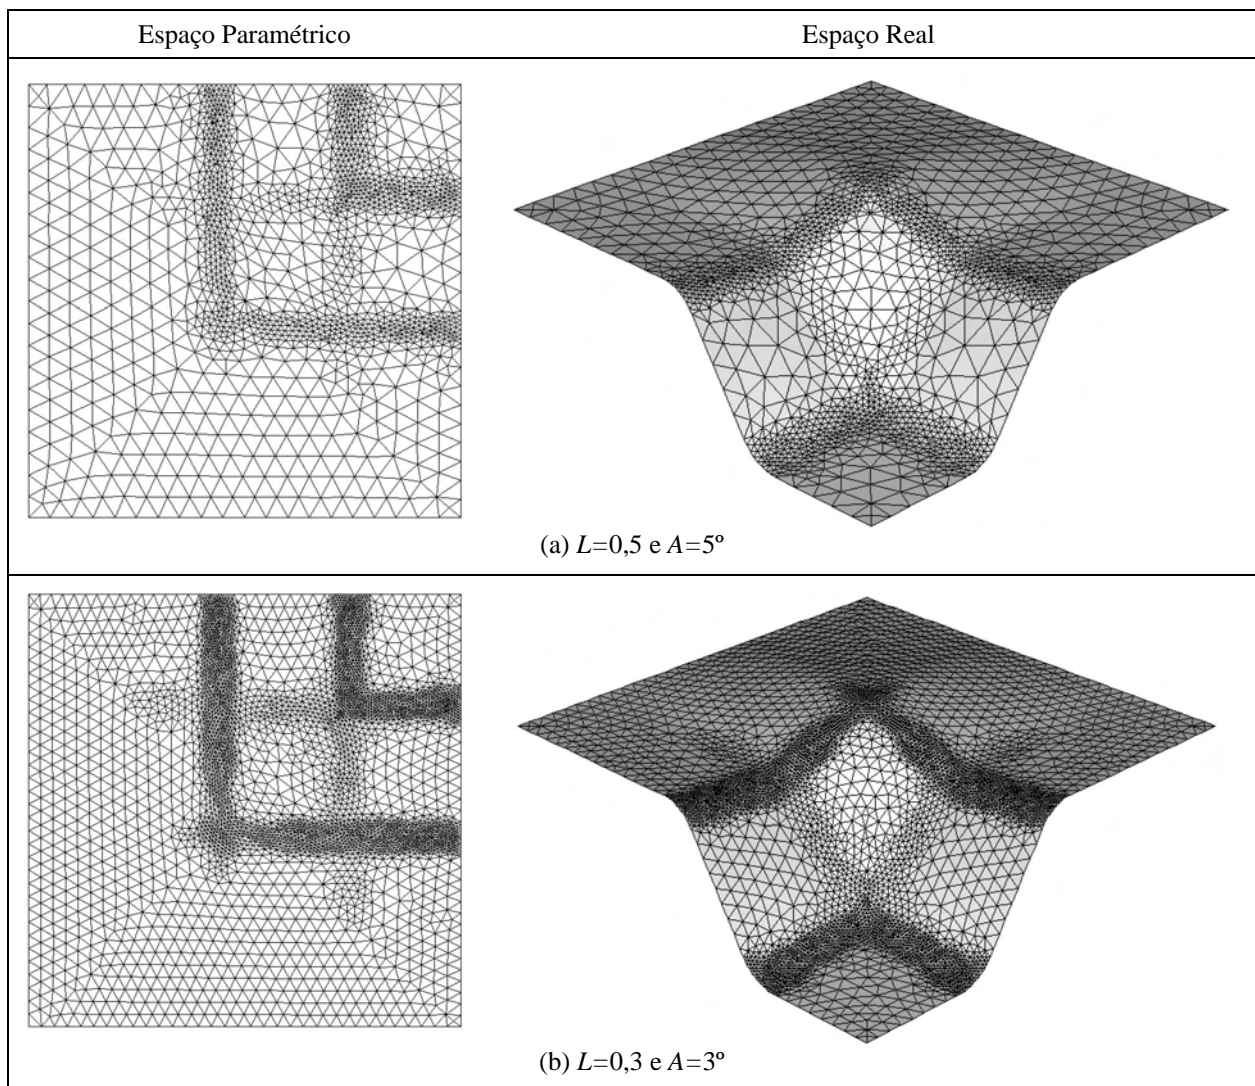 Espaço Paramétrico
Espaço Real
(a) L=0,5 e A=5º
(b) L=0,3 e A=3º